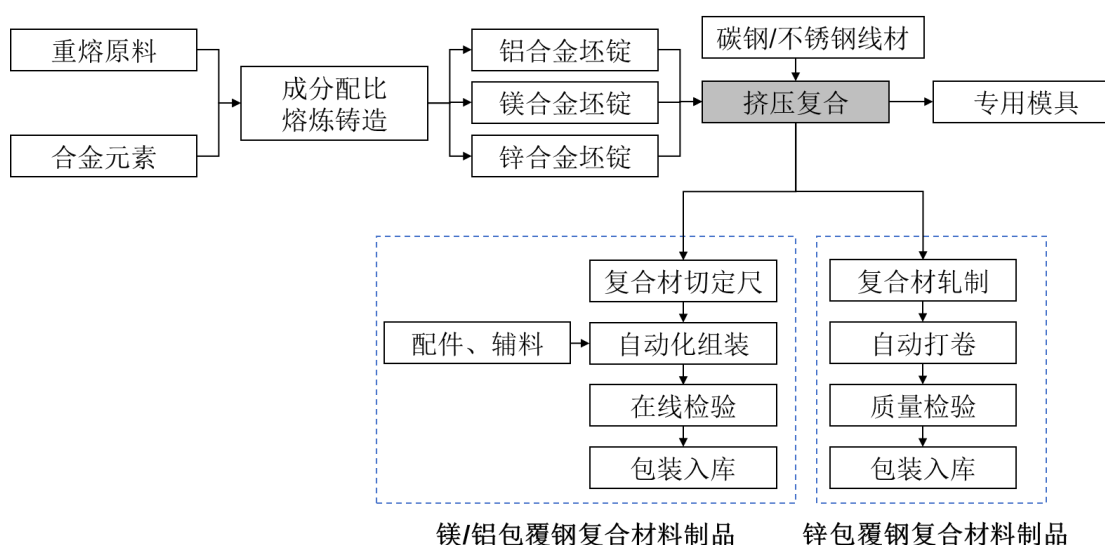 重熔原料
合金元素
成分配比
熔炼铸造
铝合金坯锭
镁合金坯锭
锌合金坯锭
碳钢/不锈钢线材
挤压复合
专用模具
复合材切定尺
配件、辅料
自动化组装
在线检验
包装入库
镁/铝包覆钢复合材料制品
复合材轧制
自动打卷
质量检验
包装入库
锌包覆钢复合材料制品